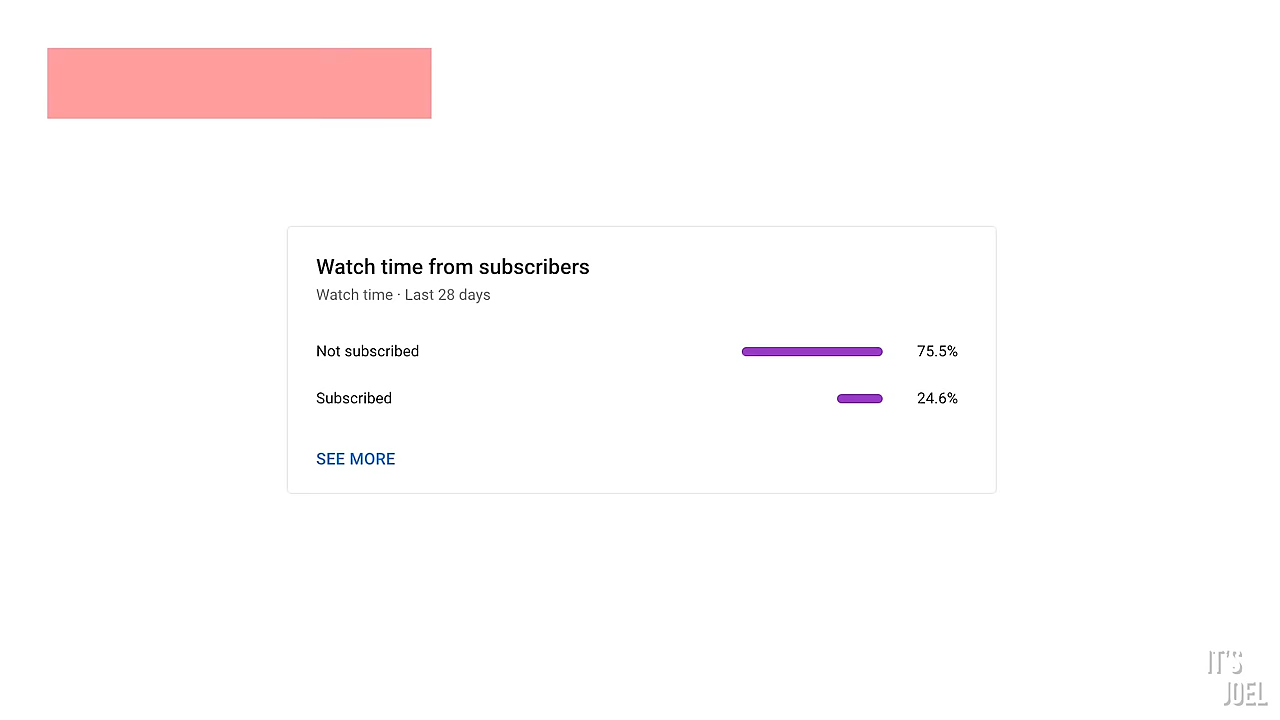 Watch time from subscribers
Watch time · Last 28 days
Not subscribed 75.5%
Subscribed 24.6%
SEE MORE
IT'S
JOEL